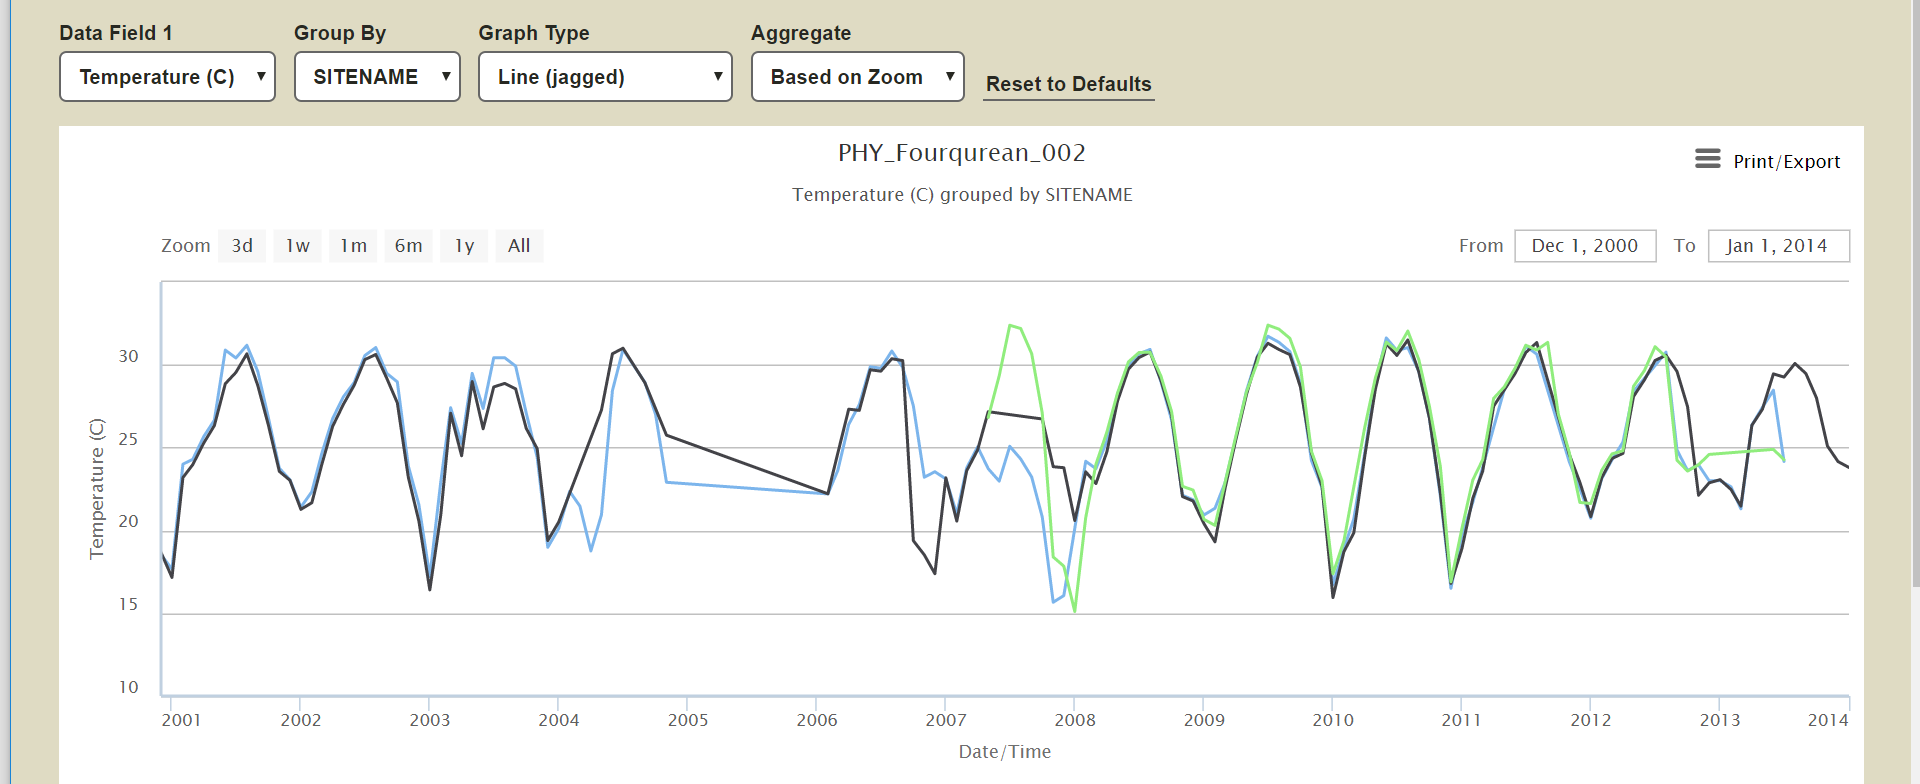 Data Field 1 Group By Graph Type Aggregate
Temperature (C) ▼ SITENAME ▼ Line (jagged) ▼ Based on Zoom ▼ Reset to Defaults
PHY_Fourqurean_002
Print/Export
Temperature (C) grouped by SITENAME
Zoom 3d 1w 1m 6m 1y All From Dec 1, 2000 To Jan 1, 2014
Temperature (C)
30
25
20
15
10
2001 2002 2003 2004 2005 2006 2007 2008 2009 2010 2011 2012 2013 2014
Date/Time